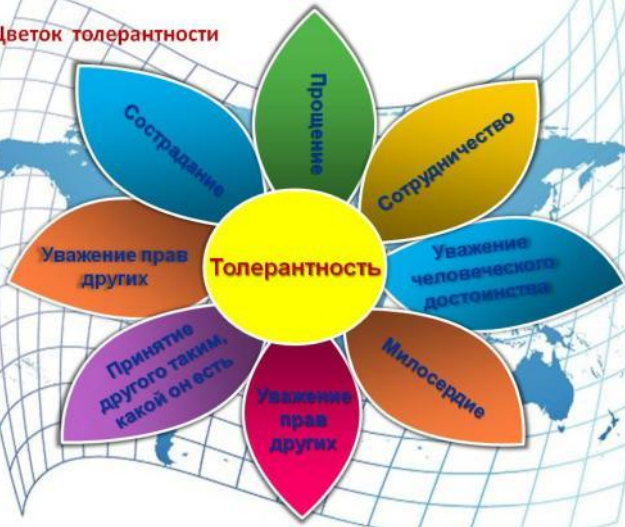 Цветок толерантности
Прощение
Сотрудничество
Уважение
человеческого
достоинства
Милосердие
Уважение
прав
других
Принятие
другого таким,
какой он есть
Уважение прав
других
Сострадание
Толерантность